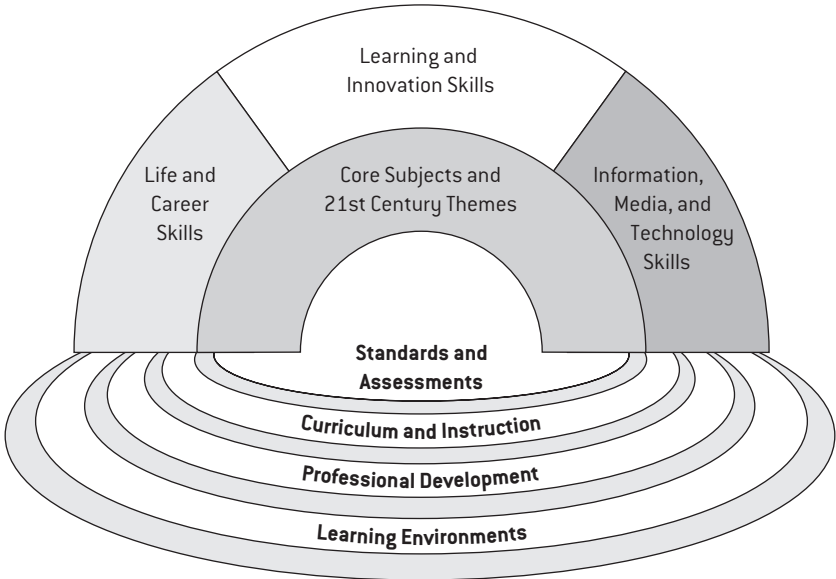 Learning and
Innovation Skills
Life and
Career
Skills
Core Subjects and
21st Century Themes
Information,
Media, and
Technology
Skills
Standards and
Assessments
Curriculum and Instruction
Professional Development
Learning Environments